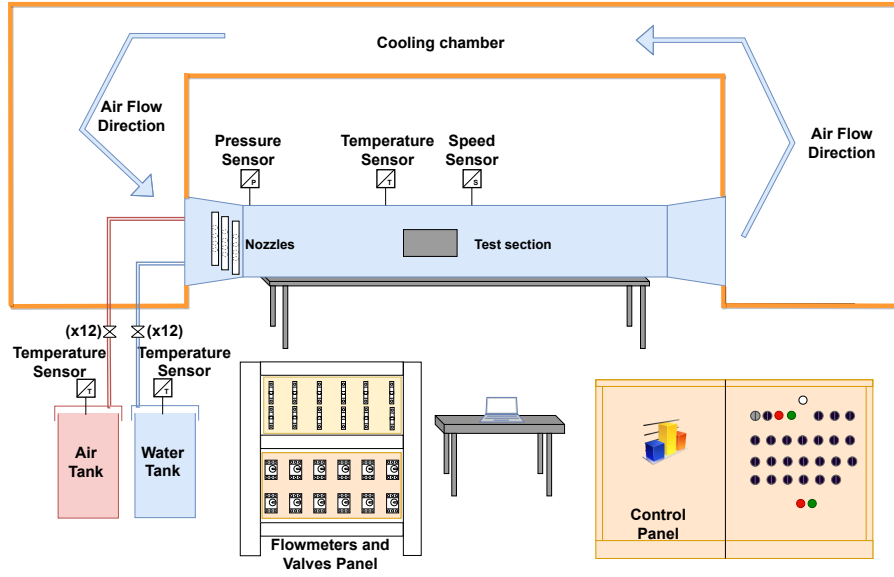 Cooling chamber
Air Flow
Direction
Air Flow
Direction
Pressure
Sensor
Temperature
Sensor
Speed
Sensor
P
T
S
Nozzles
Test section
(x12)
(x12)
Temperature
Sensor
Temperature
Sensor
T
T
Air
Tank
Water
Tank
Flowmeters and
Valves Panel
Control
Panel